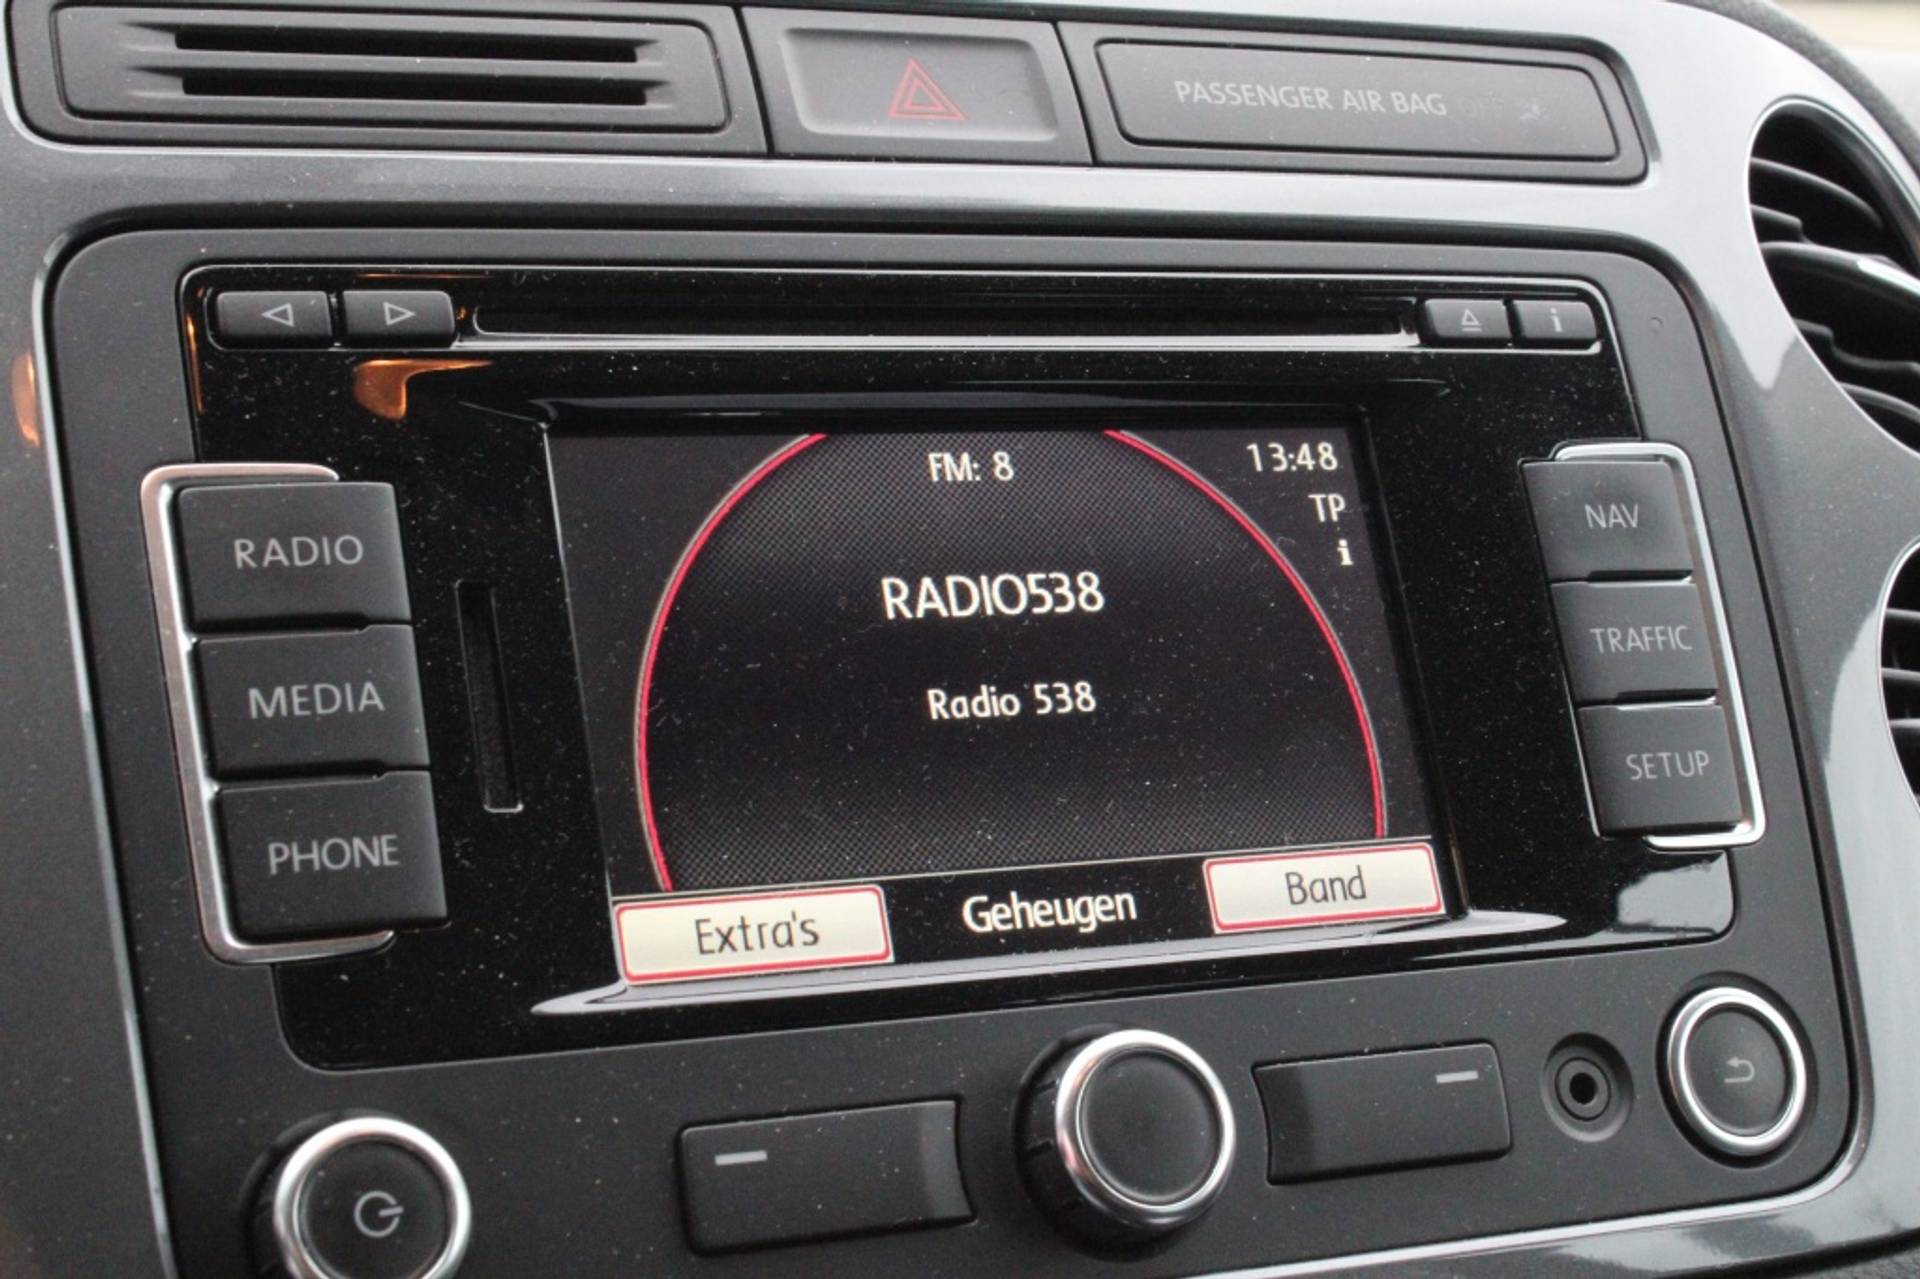 PASSENGER AIR BAG OFF
i
FM: 8
13:48
TP
i
RADIO
MEDIA
PHONE
RADIO538
Radio 538
NAV
TRAFFIC
SETUP
Extra's
Geheugen
Band